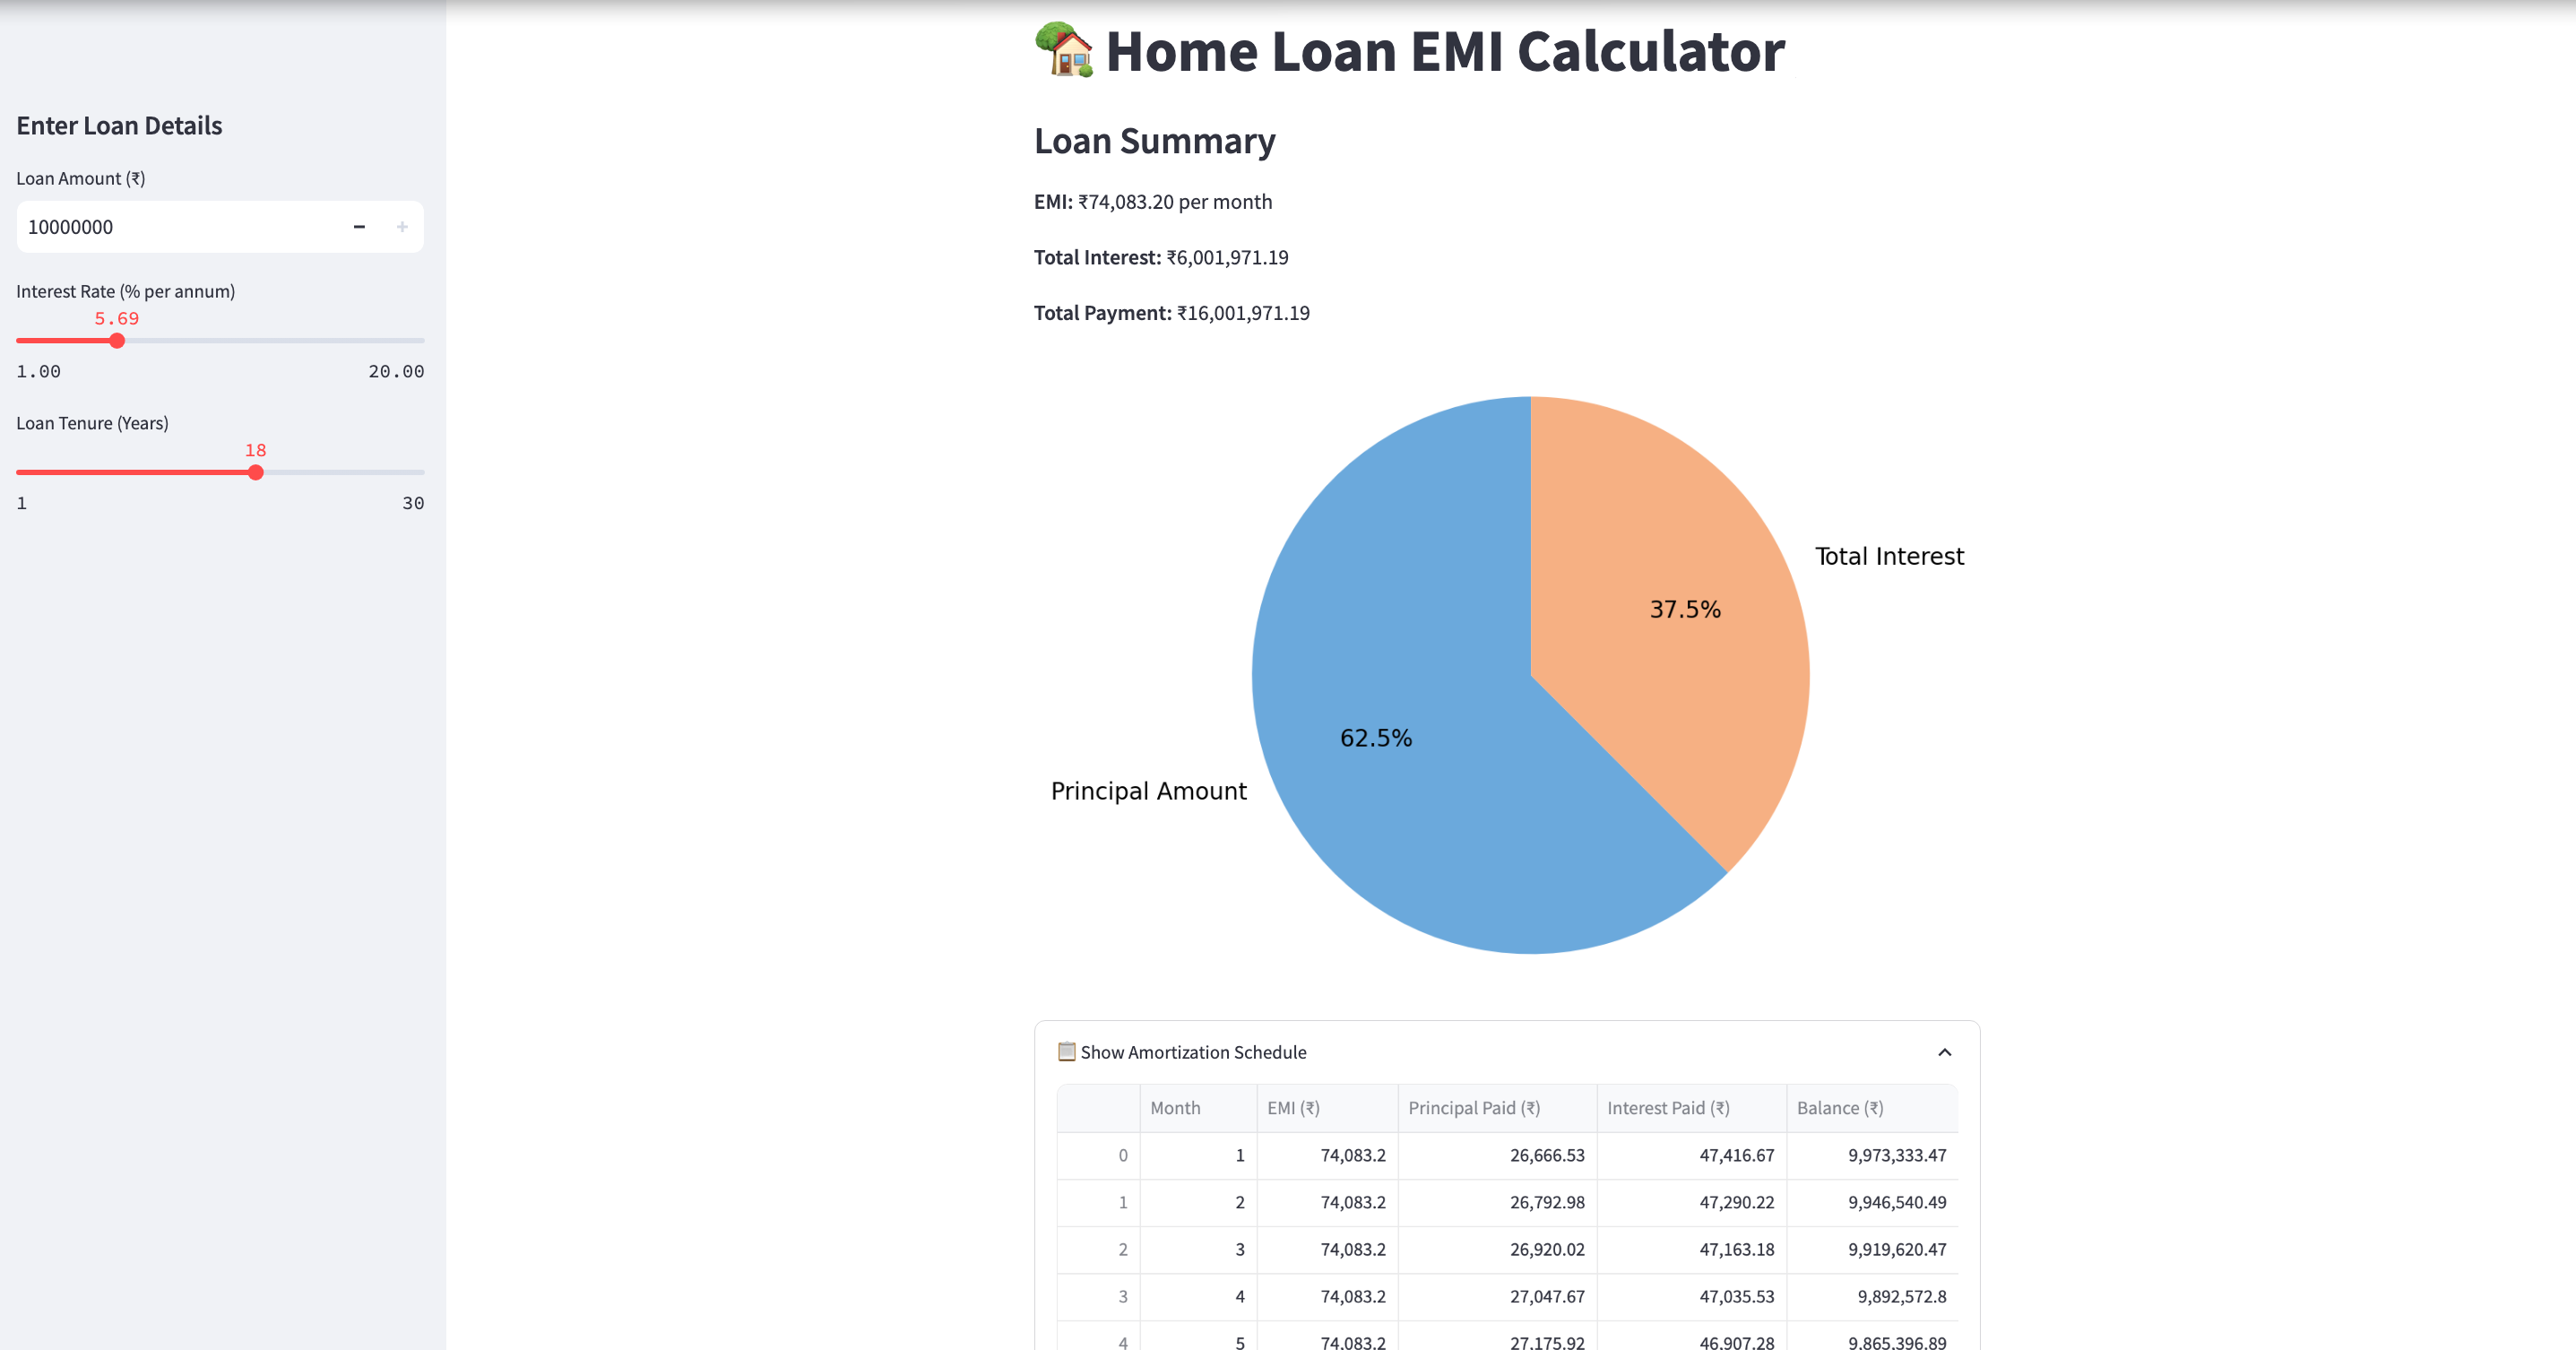 Enter Loan Details
Loan Amount (₹)
10000000 − +
Interest Rate (% per annum)
5.69
1.00 20.00
Loan Tenure (Years)
18
1 30
Home Loan EMI Calculator
Loan Summary
EMI: ₹74,083.20 per month
Total Interest: ₹6,001,971.19
Total Payment: ₹16,001,971.19
Total Interest
37.5%
62.5%
Principal Amount
Show Amortization Schedule
Month EMI (₹) Principal Paid (₹) Interest Paid (₹) Balance (₹)
0 1 74,083.2 26,666.53 47,416.67 9,973,333.47
1 2 74,083.2 26,792.98 47,290.22 9,946,540.49
2 3 74,083.2 26,920.02 47,163.18 9,919,620.47
3 4 74,083.2 27,047.67 47,035.53 9,892,572.8
4 5 74,083.2 27,175.92 46,907.28 9,865,396.89